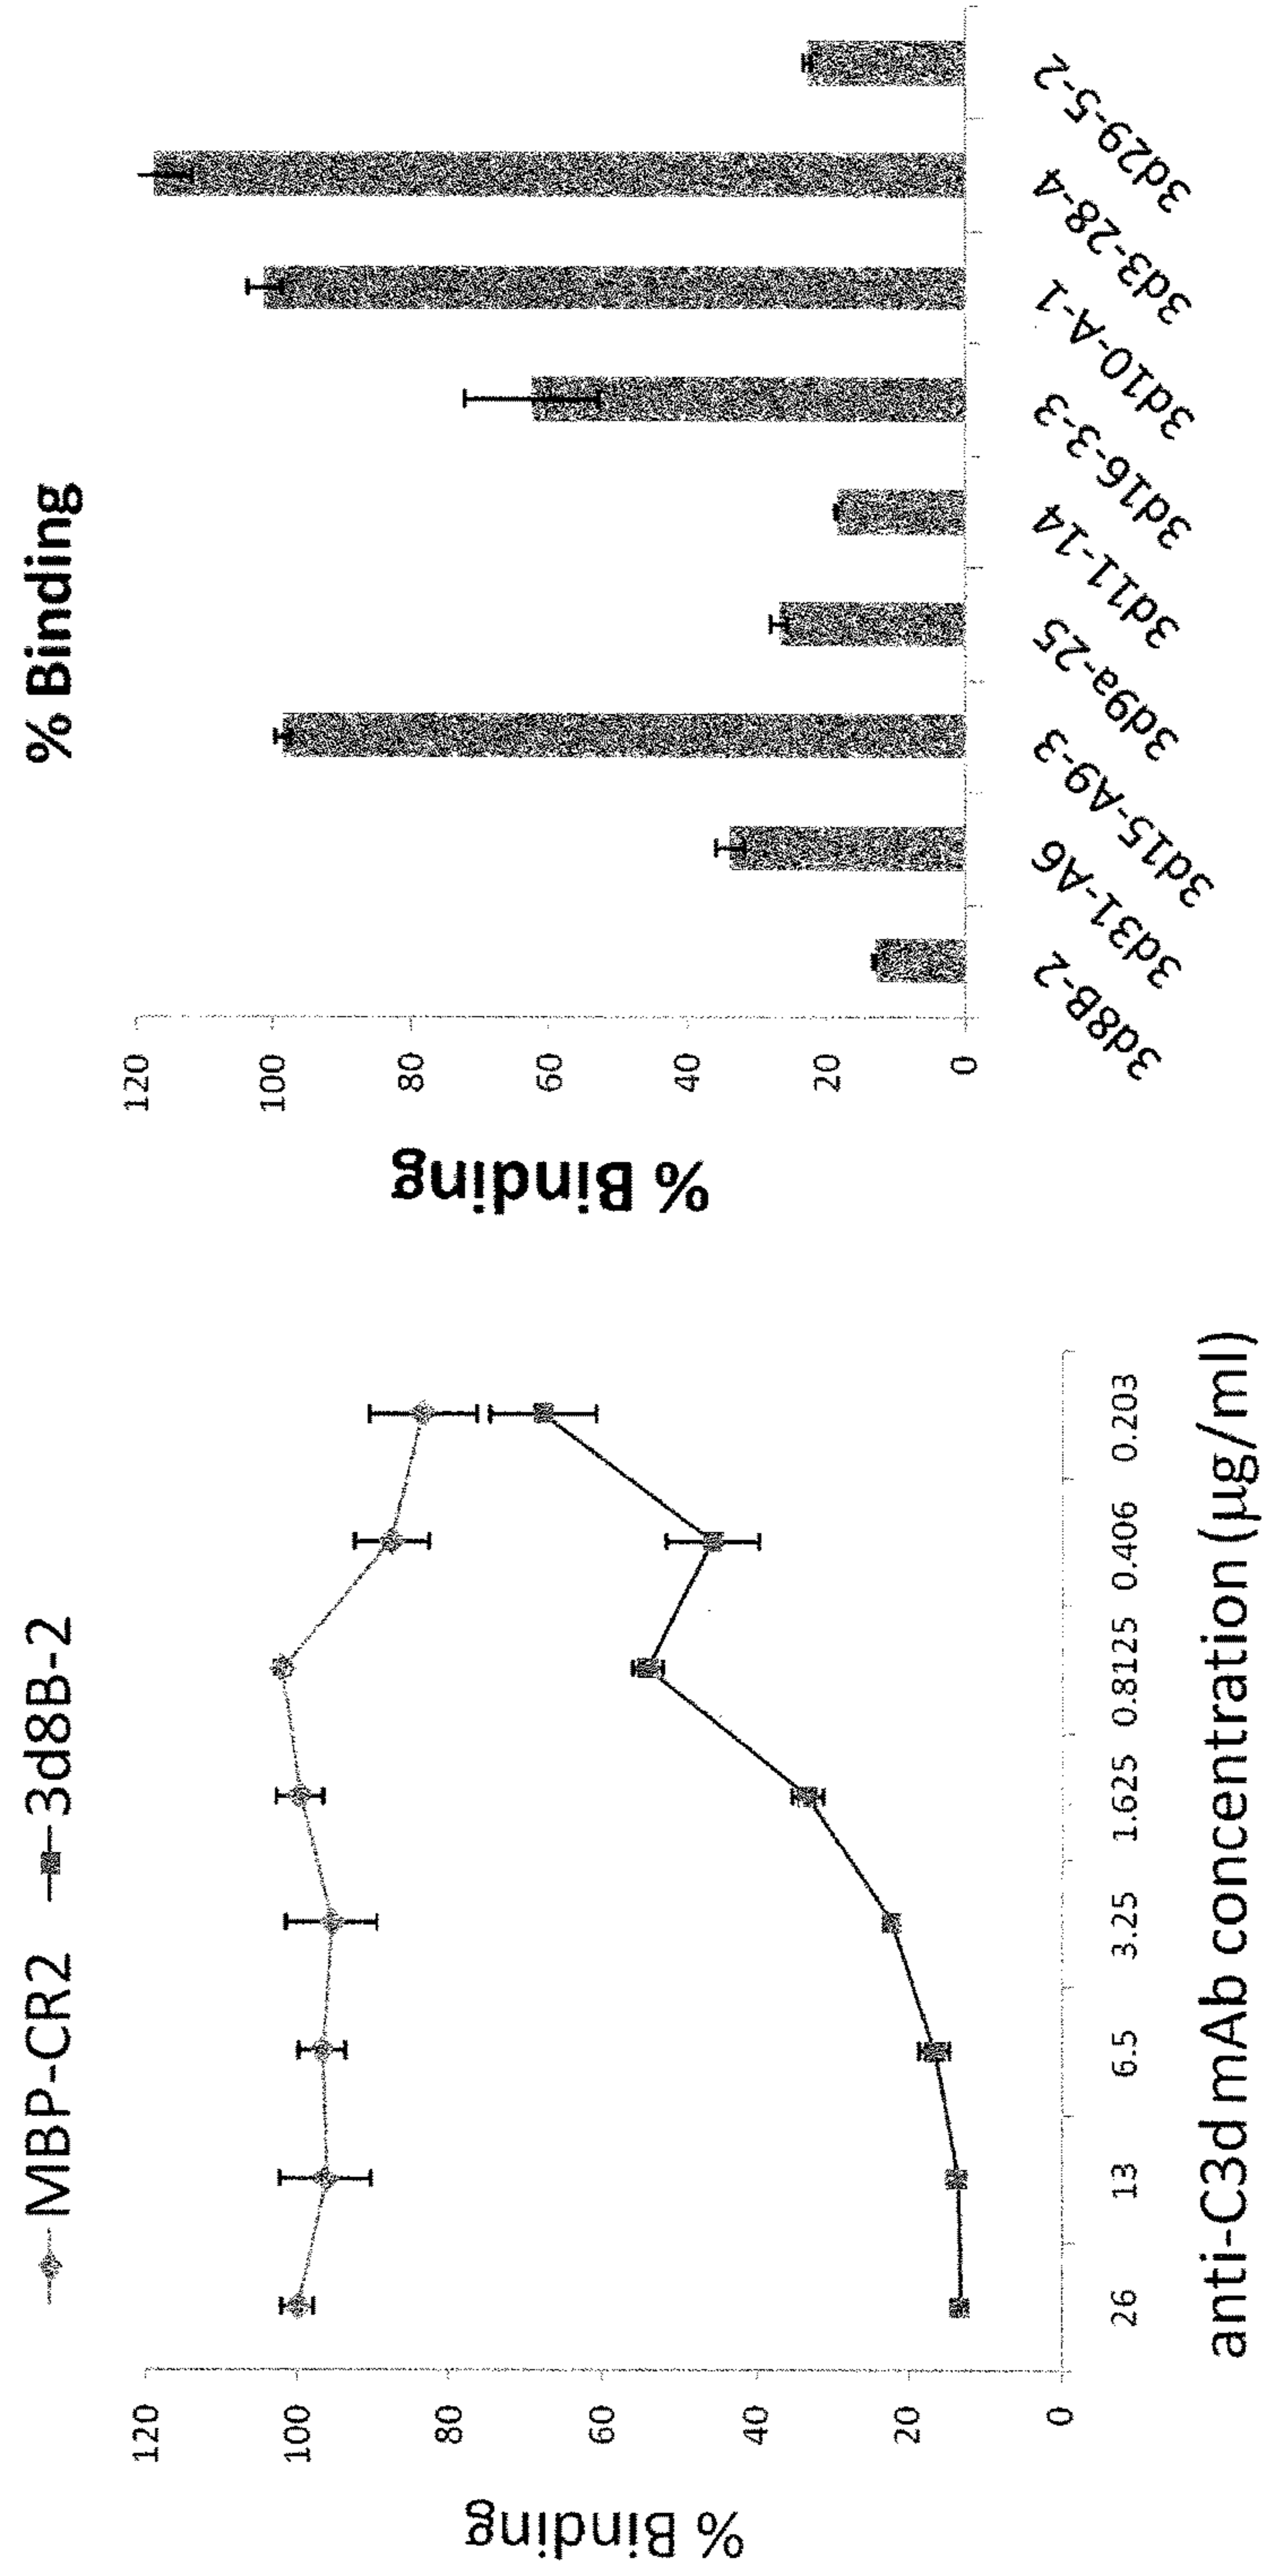 MBP-CR2 3d8B-2
% Binding
120
100
80
60
40
20
0
26 13 6.5 3.25 1.625 0.8125 0.406 0.203
anti-C3d mAb concentration (µg/ml)
% Binding
% Binding
120
100
80
60
40
20
0
3d8B-2
3d31-A6
3d15-A9-3
3d9a-25
3d11-14
3d16-3-3
3d10-A-1
3d3-28-4
3d29-5-2